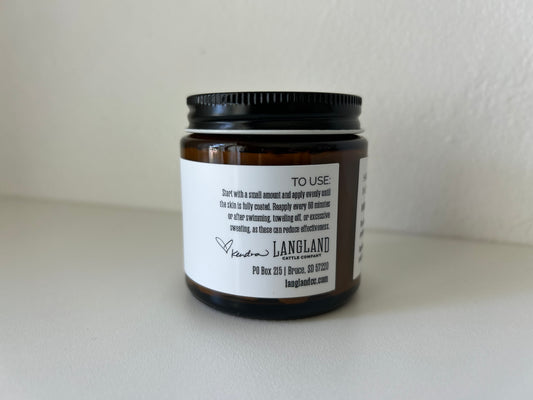 TO USE:
Start with a small amount and apply evenly until
the skin is fully coated. Reapply every 80 minutes
or after swimming, toweling off, or excessive
sweating, as these can reduce effectiveness.
Kendra LANGLAND
CATTLE COMPANY
PO Box 215 | Bruce, SD 57220
langlandcc.com